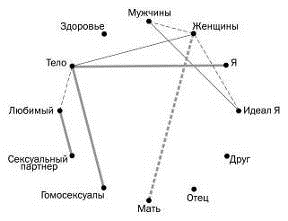 Мужчины
Здоровье
Женщины
Тело
Я
Любимый
Идеал Я
Сексуальный
партнер
Друг
Гомосексуалы
Отец
Мать